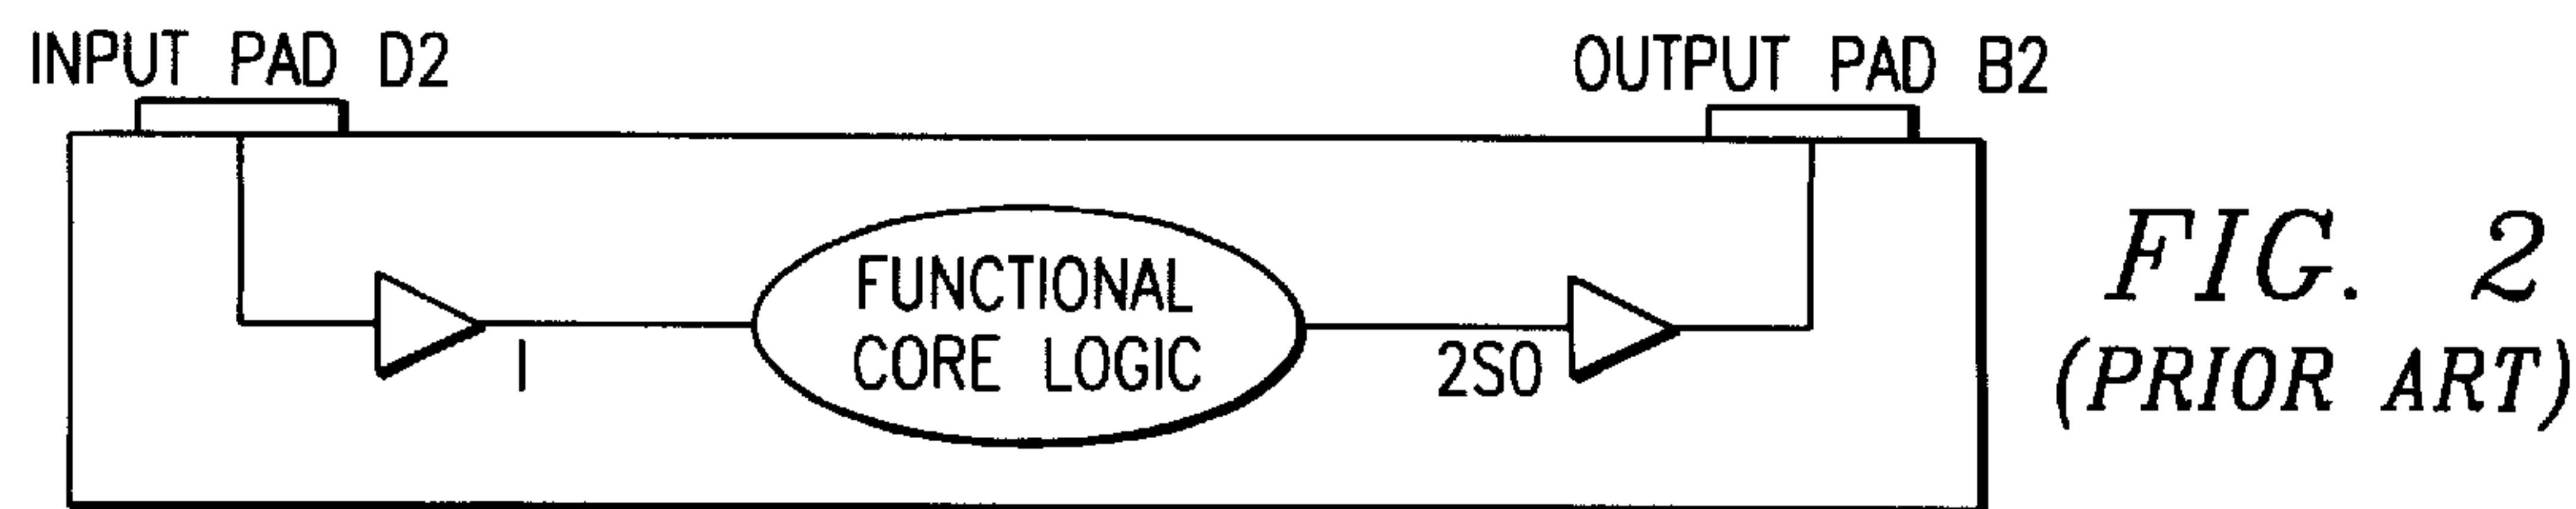 INPUT PAD D2
OUTPUT PAD B2
FUNCTIONAL
CORE LOGIC
I
2SO
FIG. 2
(PRIOR ART)